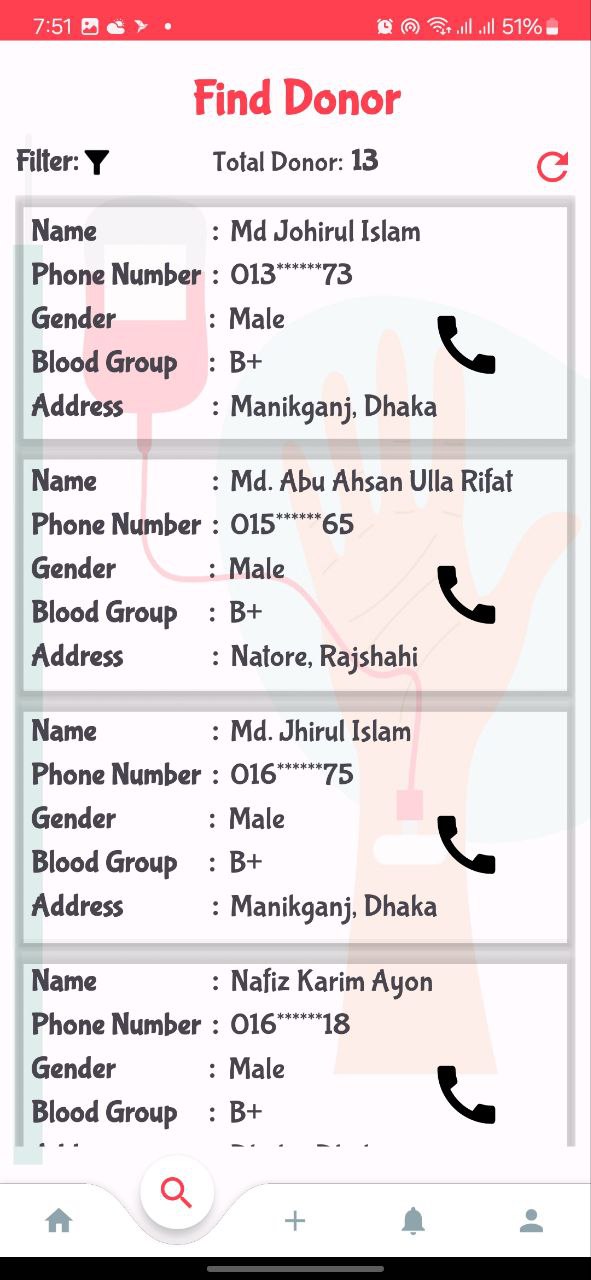 7:51 51%
Find Donor
Filter: Total Donor: 13
Name : Md Johirul Islam
Phone Number : 013******73
Gender : Male
Blood Group : B+
Address : Manikganj, Dhaka
Name : Md. Abu Ahsan Ulla Rifat
Phone Number : 015******65
Gender : Male
Blood Group : B+
Address : Natore, Rajshahi
Name : Md. Jhirul Islam
Phone Number : 016******75
Gender : Male
Blood Group : B+
Address : Manikganj, Dhaka
Name : Nafiz Karim Ayon
Phone Number : 016******18
Gender : Male
Blood Group : B+